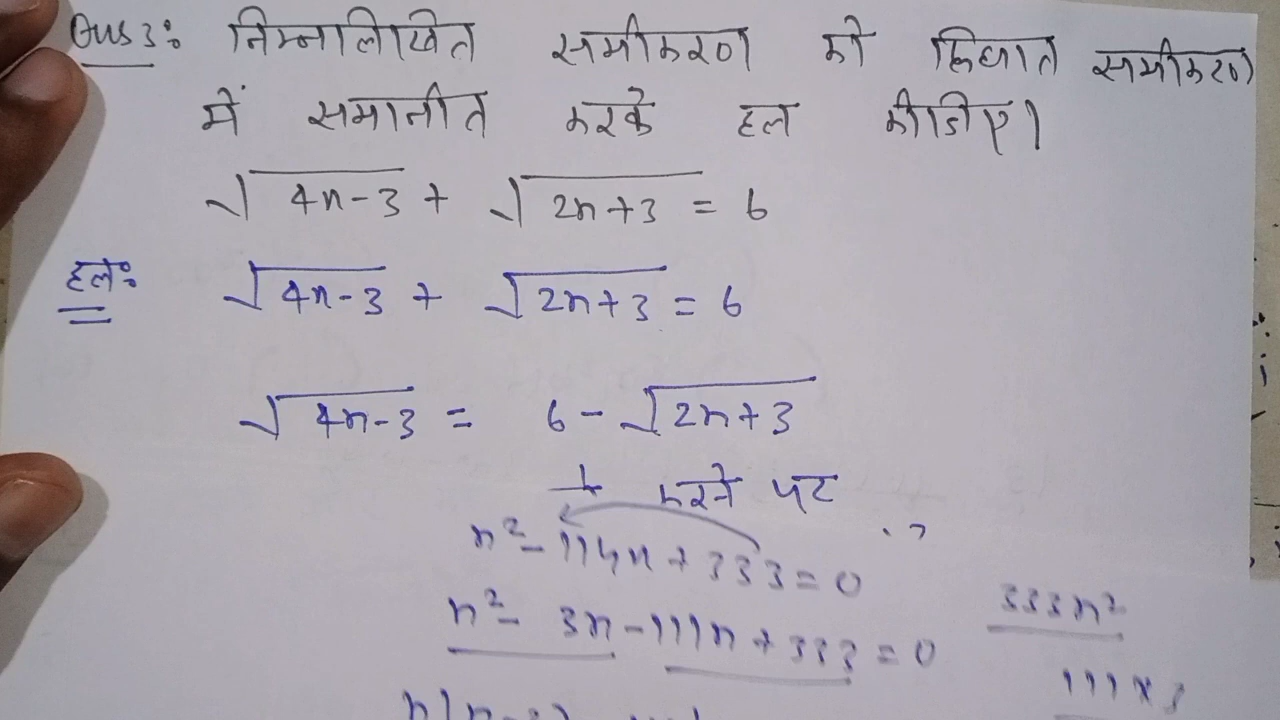 Ques 3: निम्नलिखित समीकरण को द्विघात समीकरण
में समानीत करके हल कीजिए।
√4x-3 + √2x+3 = 6
हल: √4x-3 + √2x+3 = 6
√4x-3 = 6 - √2x+3
करने पर
x² - 114x + 333 = 0
333x²
x² - 3x - 111x + 333 = 0
111 x 3